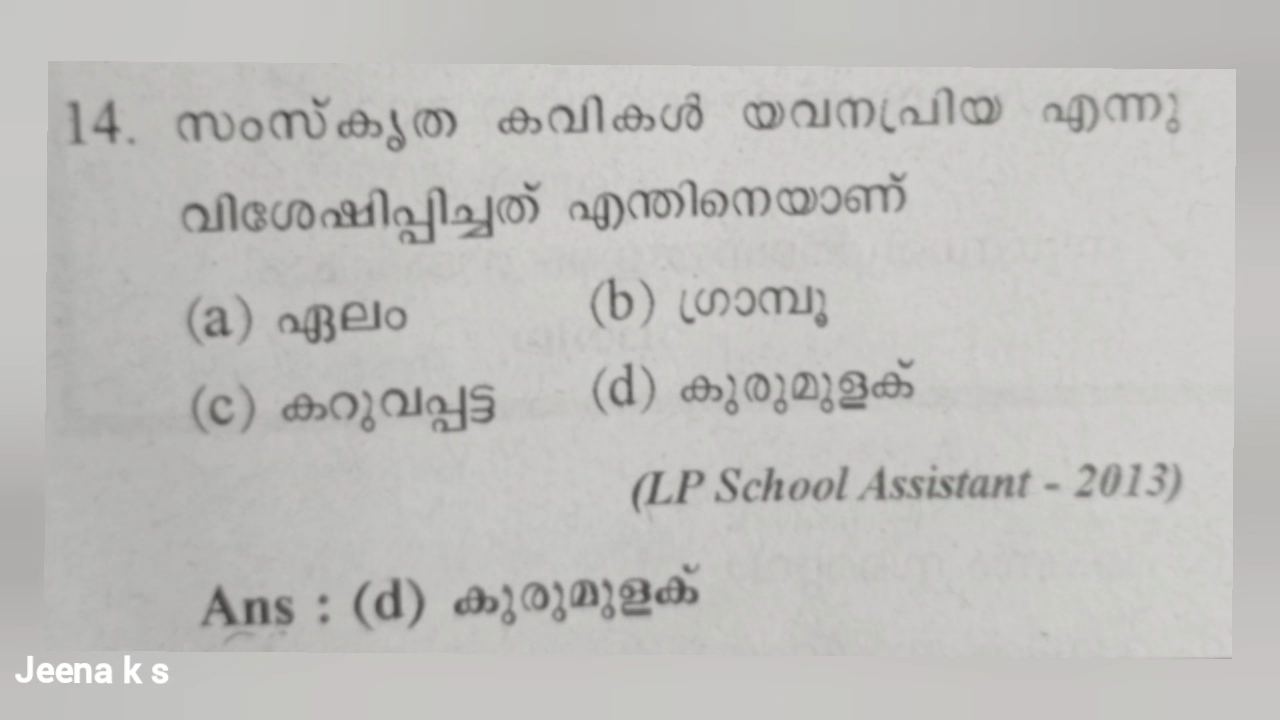 14. സംസ്കൃത കവികൾ യവനപ്രിയ എന്നു
വിശേഷിപ്പിച്ചത് എന്തിനെയാണ്
(a) ഏലം (b) ഗ്രാമ്പു
(c) കറുവപ്പട്ട (d) കുരുമുളക്
(LP School Assistant - 2013)
Ans : (d) കുരുമുളക്
Jeena k s